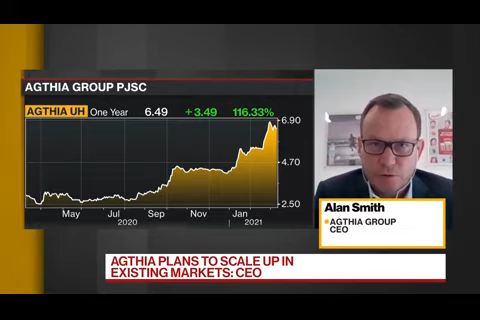 AGTHIA GROUP PJSC
AGTHIA UH One Year 6.49 +3.49 116.33%
6.90
4.70
2.50
May Jul Sep Nov Jan
2020 2021
Alan Smith
AGTHIA GROUP
CEO
AGTHIA PLANS TO SCALE UP IN
EXISTING MARKETS: CEO